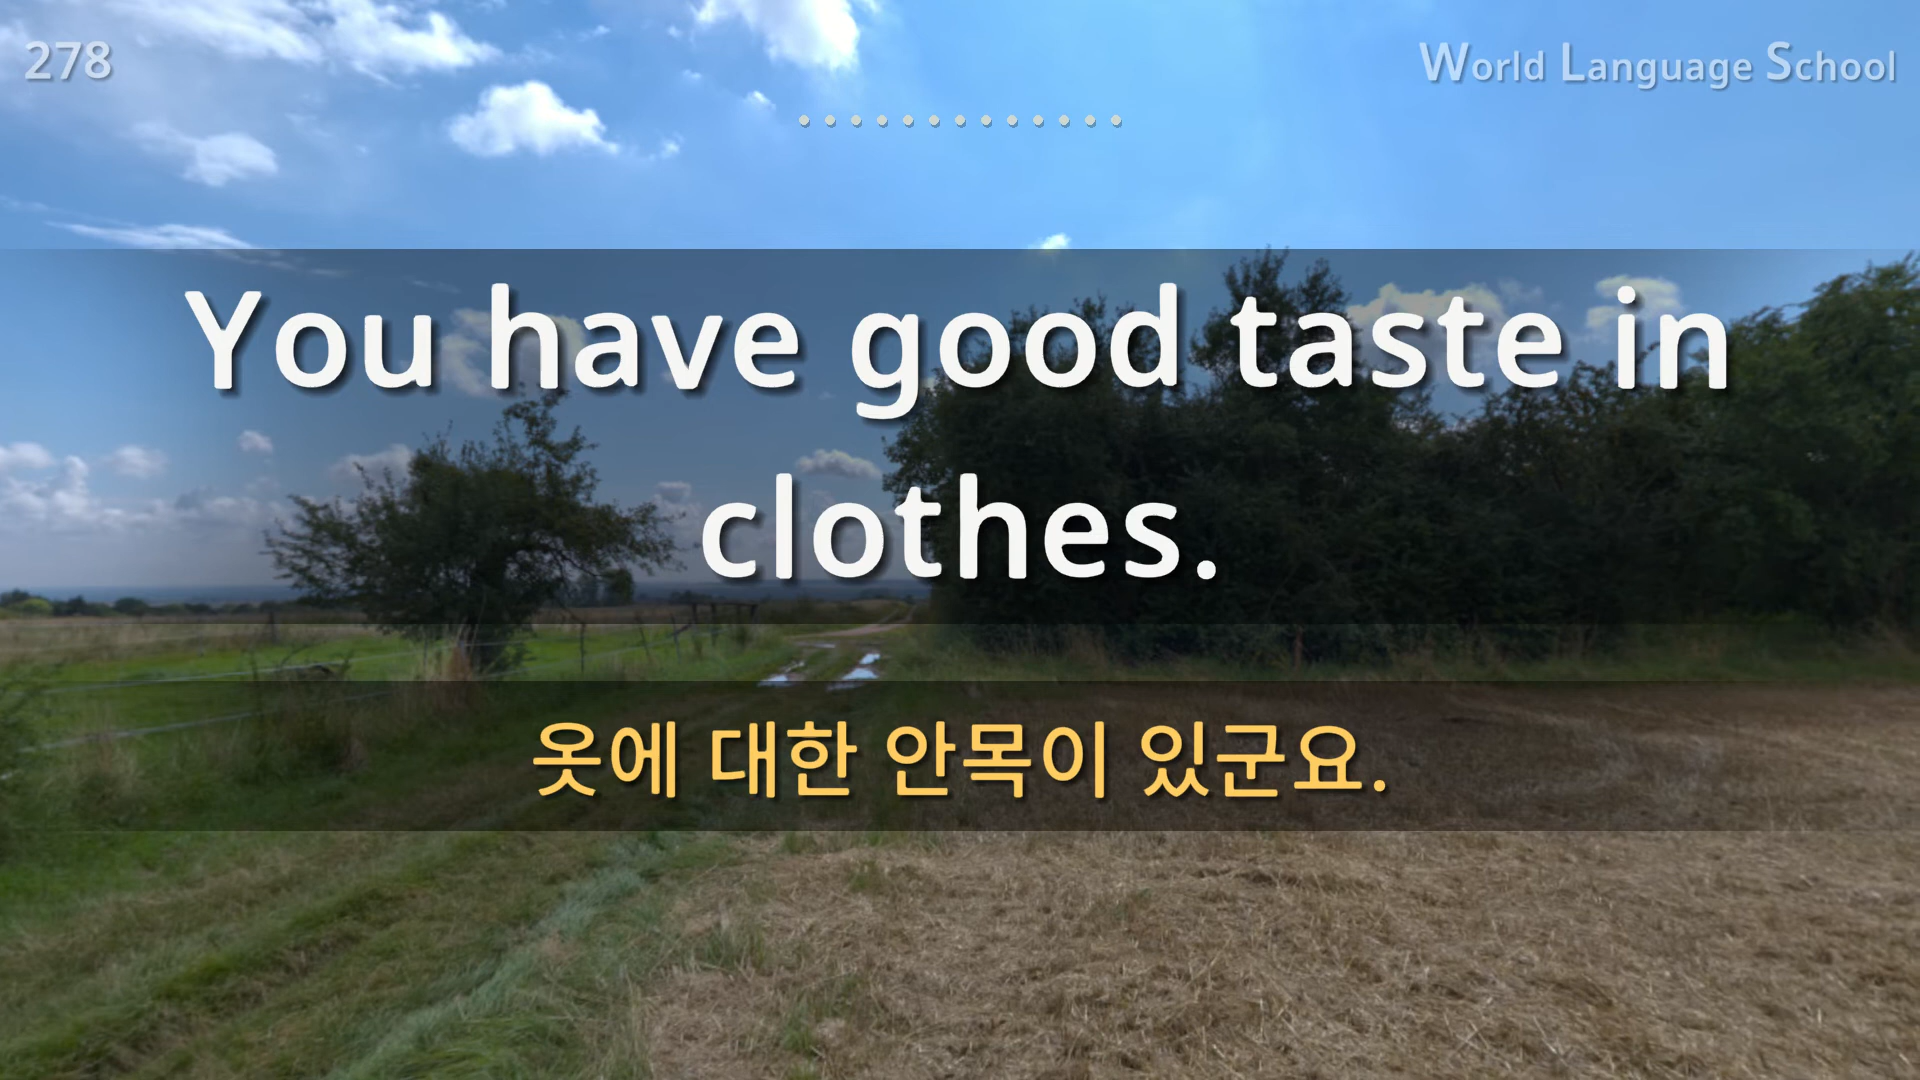 278
World Language School
You have good taste in
clothes.
옷에 대한 안목이 있군요.